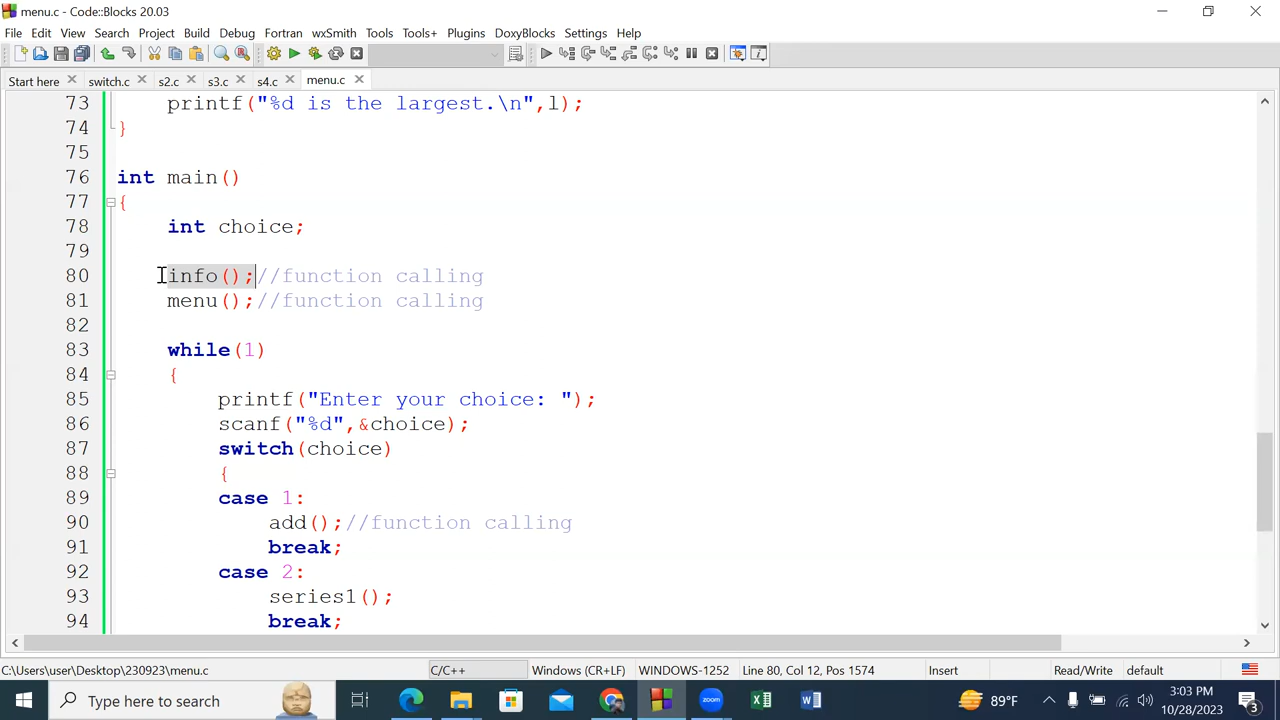 menu.c - Code::Blocks 20.03
File Edit View Search Project Build Debug Fortran wxSmith Tools Tools+ Plugins DoxyBlocks Settings Help
Start here switch.c s2.c s3.c s4.c menu.c
73 printf("%d is the largest.\n",l);
74 }
75
76 int main()
77 {
78 int choice;
79
80 info();//function calling
81 menu();//function calling
82
83 while(1)
84 {
85 printf("Enter your choice: ");
86 scanf("%d",&choice);
87 switch(choice)
88 {
89 case 1:
90 add();//function calling
91 break;
92 case 2:
93 series1();
94 break;
C:\Users\user\Desktop\230923\menu.c C/C++ Windows (CR+LF) WINDOWS-1252 Line 80, Col 12, Pos 1574 Insert Read/Write default
Type here to search 89°F 3:03 PM
10/28/2023 3